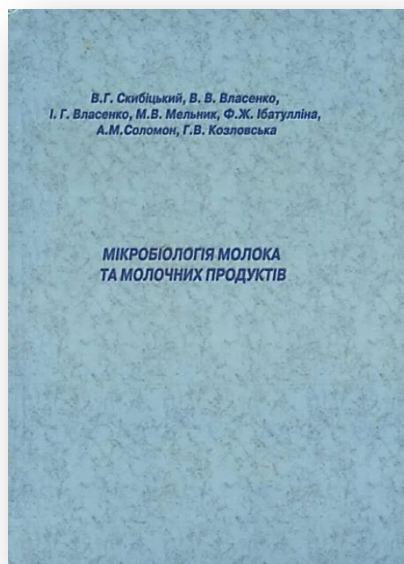 В.Г. Скибіцький, В. В. Власенко,
І. Г. Власенко, М.В. Мельник, Ф.Ж. Ібатулліна,
А.М.Соломон, Г.В. Козловська
МІКРОБІОЛОГІЯ МОЛОКА
ТА МОЛОЧНИХ ПРОДУКТІВ